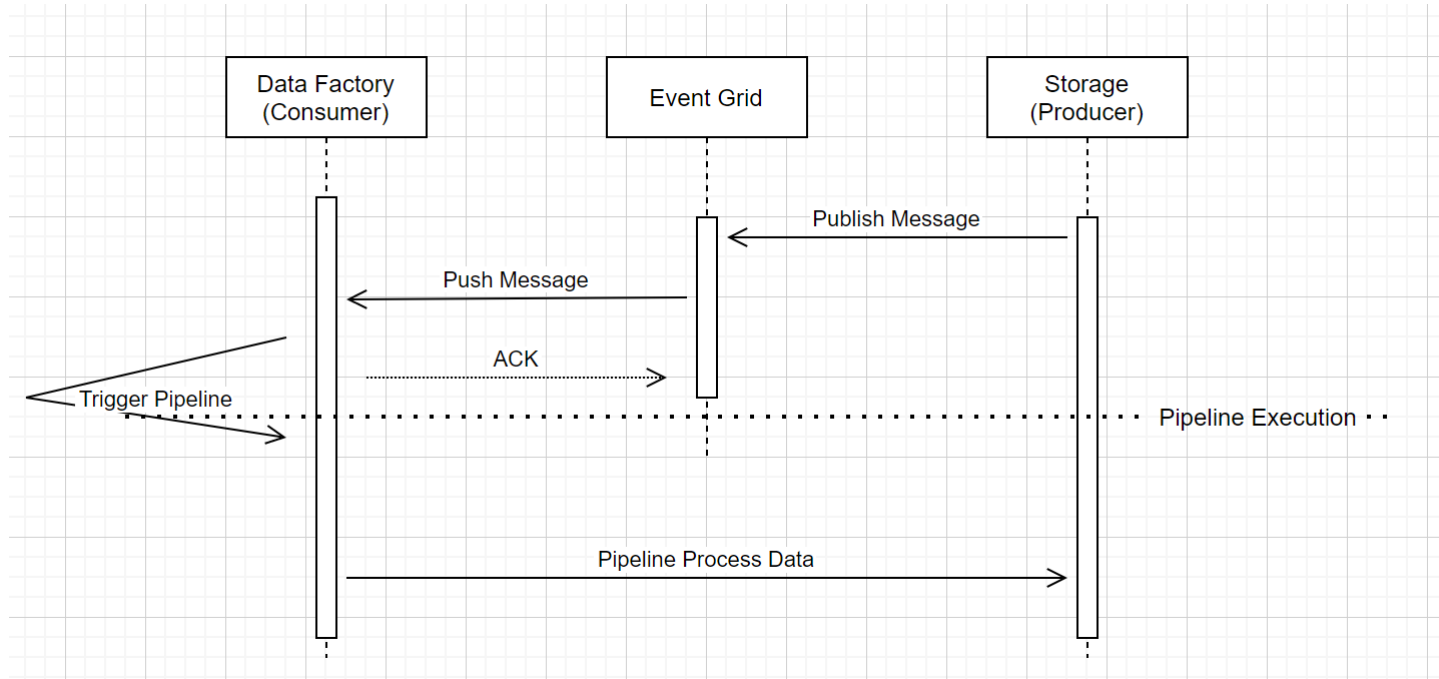 Data Factory
(Consumer)
Event Grid
Storage
(Producer)
Publish Message
Push Message
ACK
Trigger Pipeline
Pipeline Execution
Pipeline Process Data